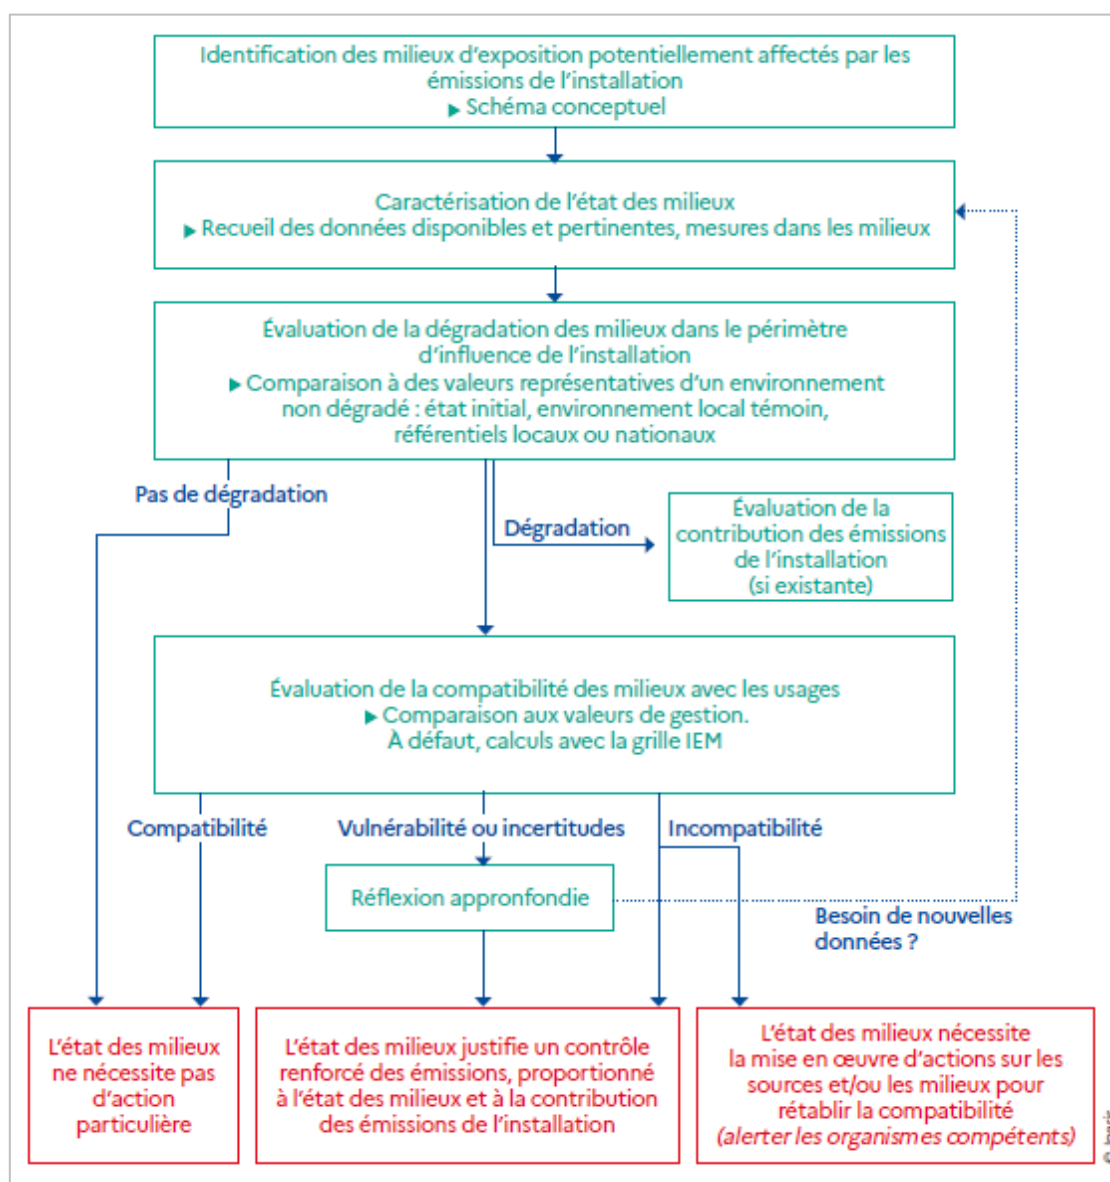 Identification des milieux d'exposition potentiellement affectés par les
émissions de l'installation
▶ Schéma conceptuel
Caractérisation de l'état des milieux
▶ Recueil des données disponibles et pertinentes, mesures dans les milieux
Évaluation de la dégradation des milieux dans le périmètre
d'influence de l'installation
▶ Comparaison à des valeurs représentatives d'un environnement
non dégradé : état initial, environnement local témoin,
référentiels locaux ou nationaux
Pas de dégradation
Dégradation
Évaluation de la
contribution des émissions
de l'installation
(si existante)
Évaluation de la compatibilité des milieux avec les usages
▶ Comparaison aux valeurs de gestion.
À défaut, calculs avec la grille IEM
Compatibilité
Vulnérabilité ou incertitudes
Incompatibilité
Réflexion appronfondie
Besoin de nouvelles
données ?
L'état des milieux
ne nécessite pas
d'action
particulière
L'état des milieux justifie un contrôle
renforcé des émissions, proportionné
à l'état des milieux et à la contribution
des émissions de l'installation
L'état des milieux nécessite
la mise en œuvre d'actions sur les
sources et/ou les milieux pour
rétablir la compatibilité
(alerter les organismes compétents)